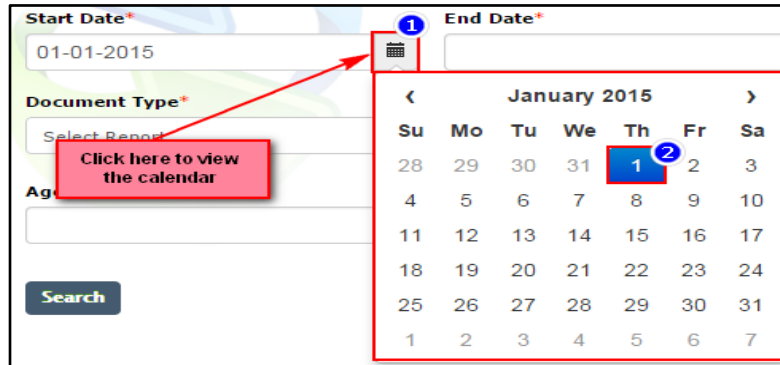 Start Date*
1
End Date*
01-01-2015
Document Type*
Select Report
Click here to view
the calendar
Search
‹ January 2015 ›
Su Mo Tu We Th Fr Sa
28 29 30 31 1 2 2 3
4 5 6 7 8 9 10
11 12 13 14 15 16 17
18 19 20 21 22 23 24
25 26 27 28 29 30 31
1 2 3 4 5 6 7